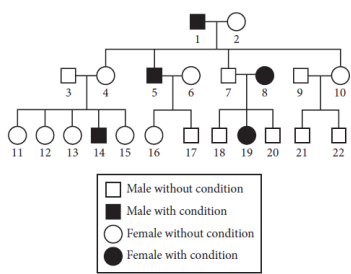 1 2
3 4 5 6 7 8 9 10
11 12 13 14 15 16 17 18 19 20 21 22
Male without condition
Male with condition
Female without condition
Female with condition